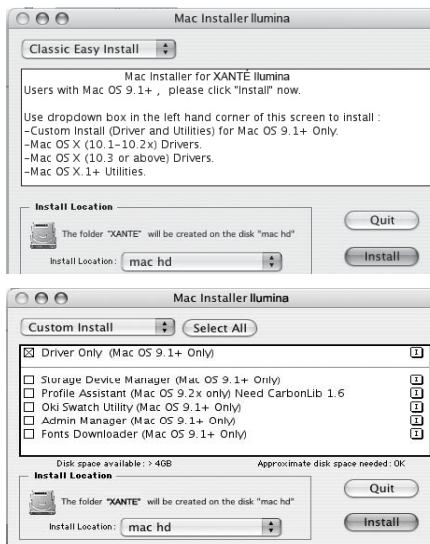 Mac Installer Ilumina
Classic Easy Install
Mac Installer for XANTÉ Ilumina
Users with Mac OS 9.1+ , please click "Install" now.
Use dropdown box in the left hand corner of this screen to install :
-Custom Install (Driver and Utilities) for Mac OS 9.1+ Only.
-Mac OS X (10.1-10.2x) Drivers.
-Mac OS X (10.3 or above) Drivers.
-Mac OS X.1+ Utilities.
Install Location
The folder "XANTE" will be created on the disk "mac hd"
Install Location: mac hd
Quit
Install
Mac Installer Ilumina
Custom Install
Select All
Driver Only (Mac OS 9.1+ Only)
Storage Device Manager (Mac OS 9.1+ Only)
Profile Assistant (Mac OS 9.2x only) Need CarbonLib 1.6
Oki Swatch Utility (Mac OS 9.1+ Only)
Admin Manager (Mac OS 9.1+ Only)
Fonts Downloader (Mac OS 9.1+ Only)
Disk space available: > 4GB
Approximate disk space needed: 0K
Install Location
The folder "XANTE" will be created on the disk "mac hd"
Install Location: mac hd
Quit
Install